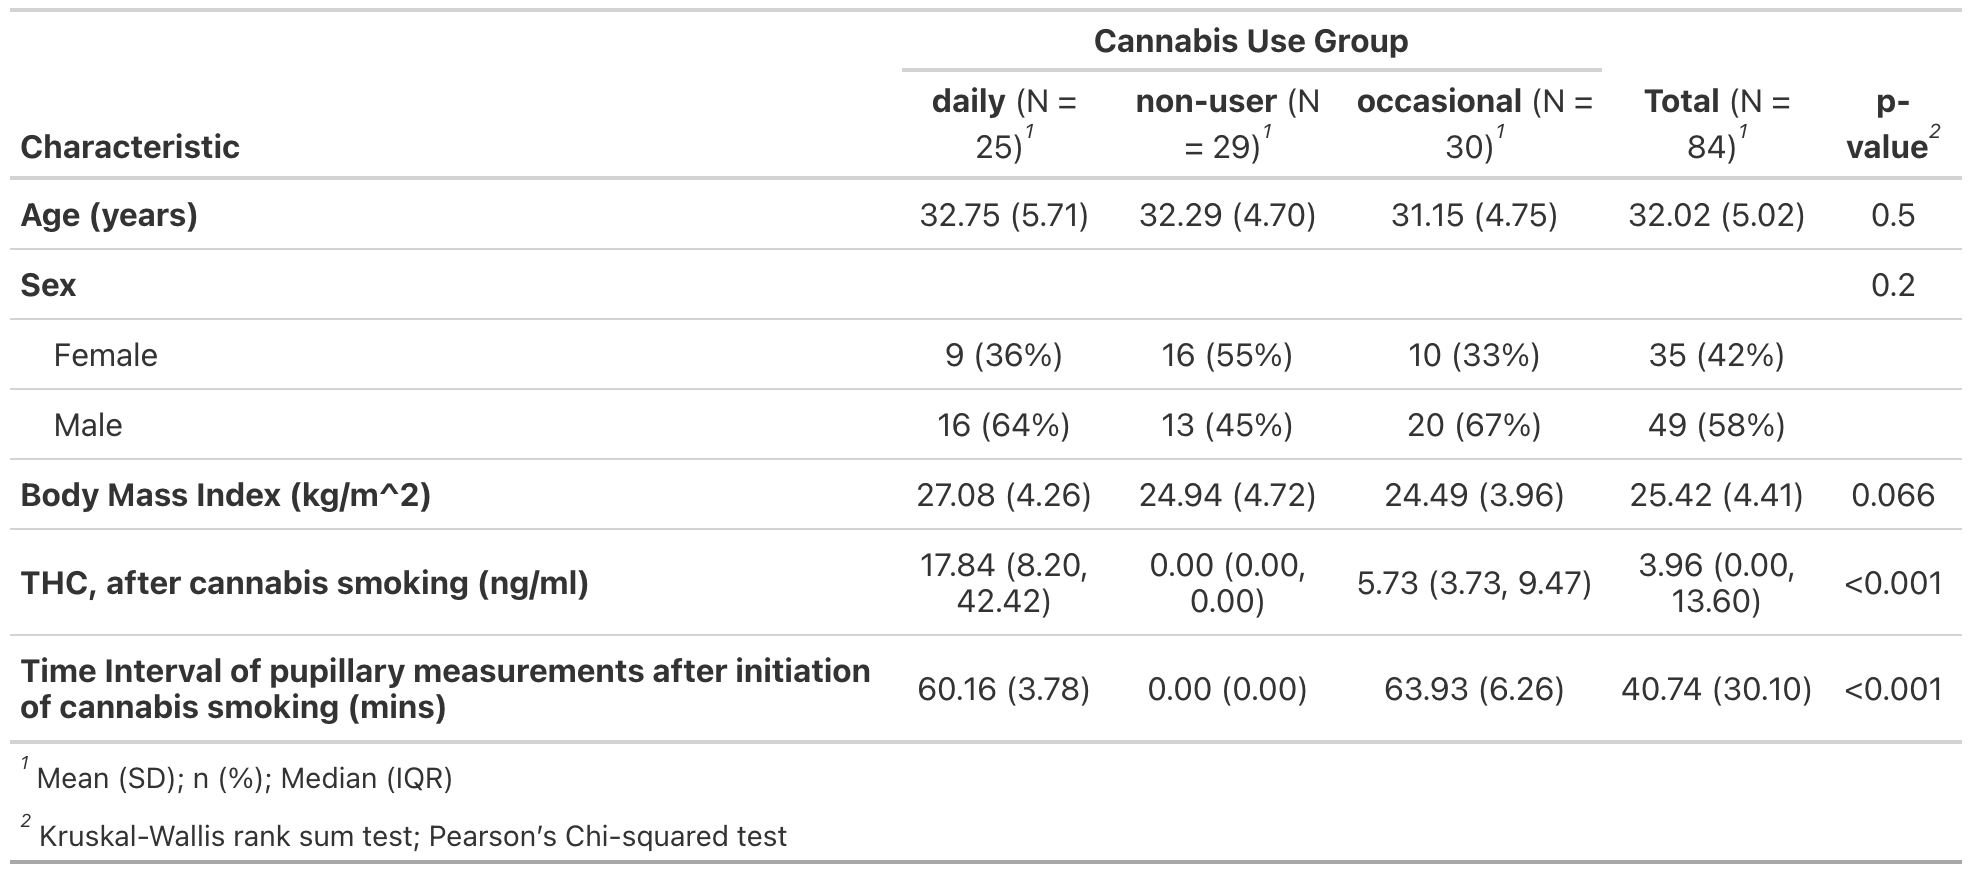 Cannabis Use Group
Characteristic daily (N = 25)1 non-user (N = 29)1 occasional (N = 30)1 Total (N = 84)1 p-value2
Age (years) 32.75 (5.71) 32.29 (4.70) 31.15 (4.75) 32.02 (5.02) 0.5
Sex 0.2
Female 9 (36%) 16 (55%) 10 (33%) 35 (42%)
Male 16 (64%) 13 (45%) 20 (67%) 49 (58%)
Body Mass Index (kg/m^2) 27.08 (4.26) 24.94 (4.72) 24.49 (3.96) 25.42 (4.41) 0.066
THC, after cannabis smoking (ng/ml) 17.84 (8.20, 42.42) 0.00 (0.00, 0.00) 5.73 (3.73, 9.47) 3.96 (0.00, 13.60) <0.001
Time Interval of pupillary measurements after initiation of cannabis smoking (mins) 60.16 (3.78) 0.00 (0.00) 63.93 (6.26) 40.74 (30.10) <0.001
1 Mean (SD); n (%); Median (IQR)
2 Kruskal-Wallis rank sum test; Pearson’s Chi-squared test